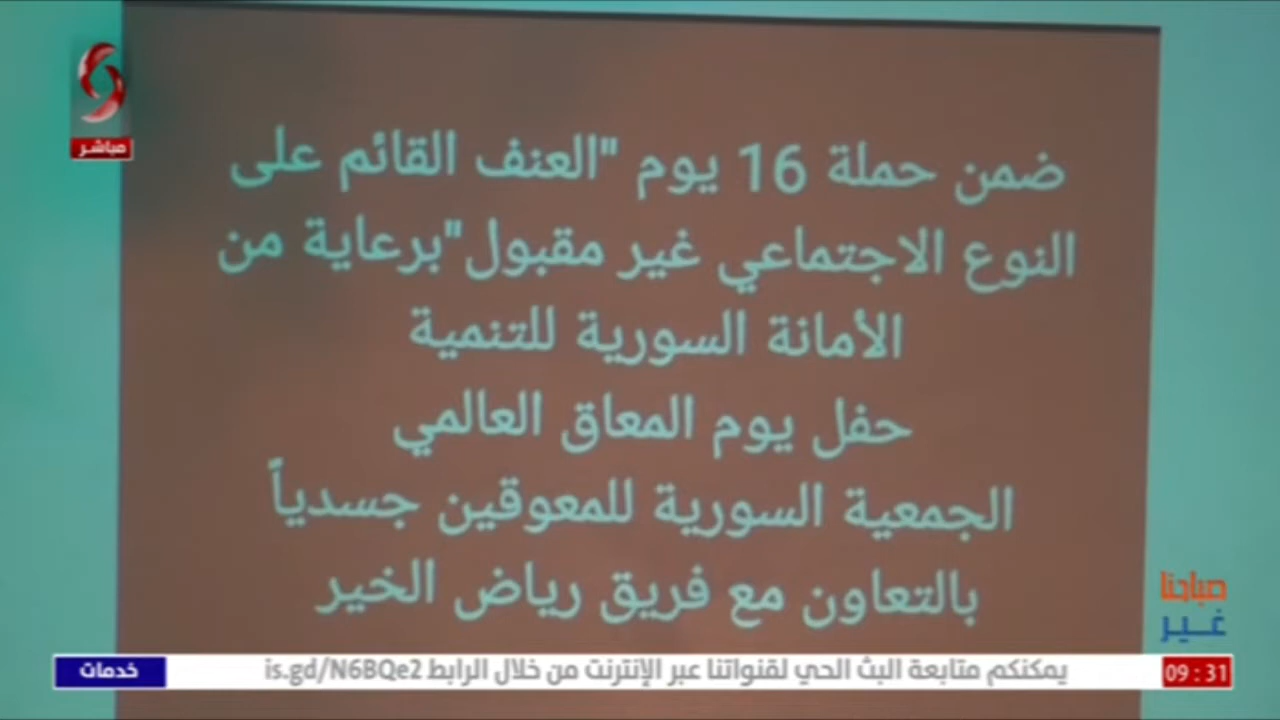 مباشر
ضمن حملة 16 يوم "العنف القائم على
النوع الاجتماعي غير مقبول"برعاية من
الأمانة السورية للتنمية
حفل يوم المعاق العالمي
الجمعية السورية للمعوقين جسدياً
بالتعاون مع فريق رياض الخير
صباحنا
غير
خدمات
يمكنكم متابعة البث الحي لقنواتنا عبر الإنترنت من خلال الرابط is.gd/N6BQe2
09 : 31